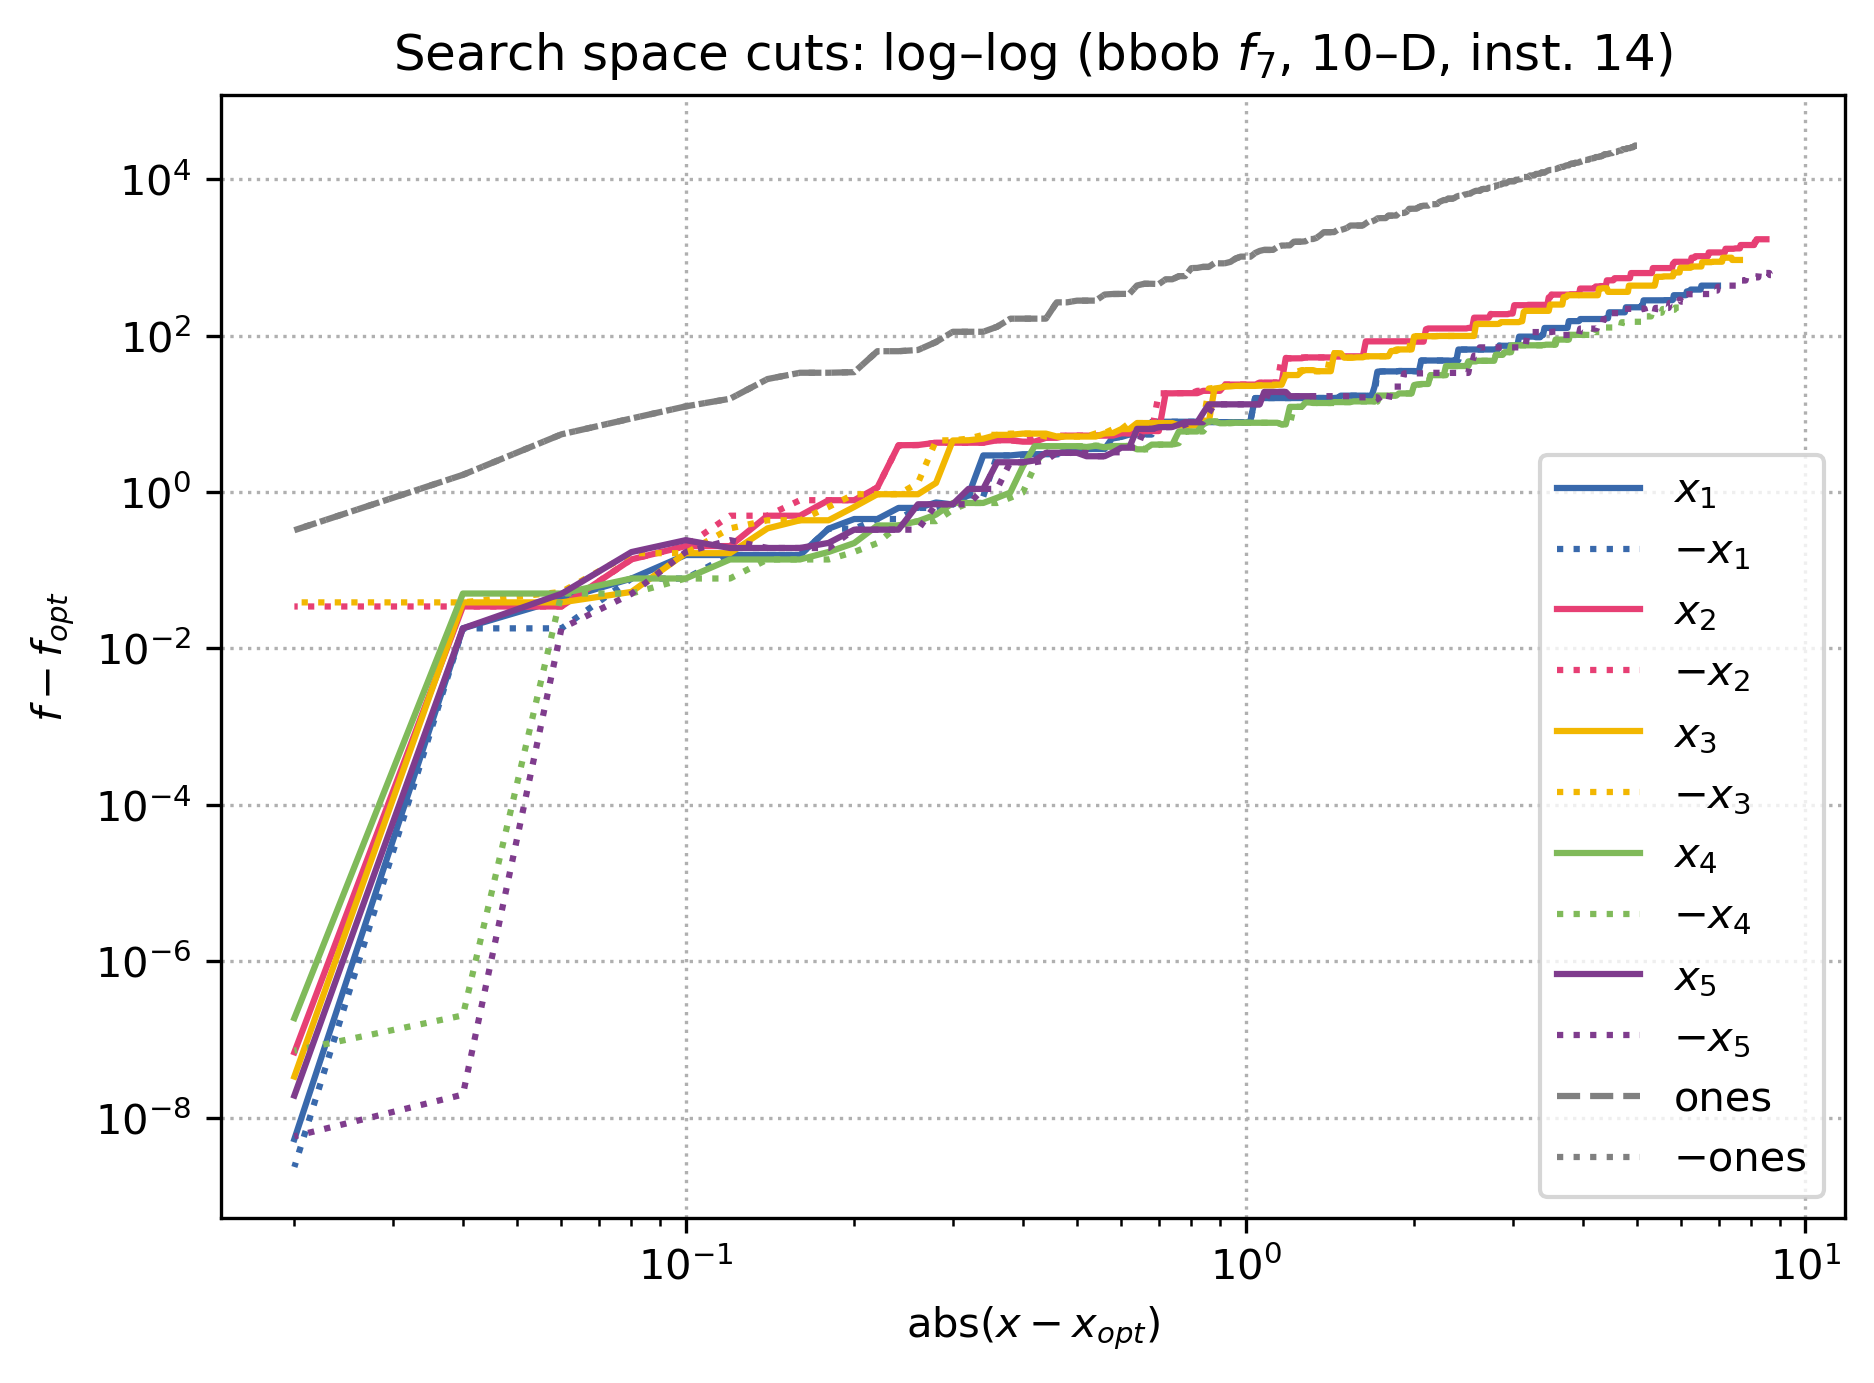 Search space cuts: log–log (bbob $f_7$, 10–D, inst. 14)
$f - f_{opt}$
$10^4$
$10^2$
$10^0$
$10^{-2}$
$10^{-4}$
$10^{-6}$
$10^{-8}$
$x_1$
$-x_1$
$x_2$
$-x_2$
$x_3$
$-x_3$
$x_4$
$-x_4$
$x_5$
$-x_5$
ones
−ones
$10^{-1}$ $10^0$ $10^1$
abs($x - x_{opt}$)